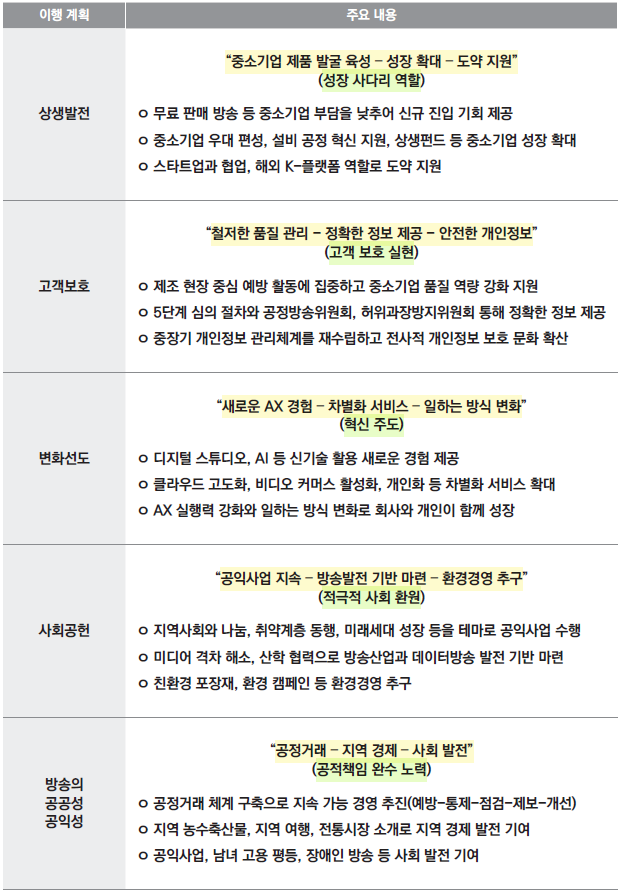 이행 계획
주요 내용
상생발전
“중소기업 제품 발굴 육성 – 성장 확대 – 도약 지원”
(성장 사다리 역할)
ㅇ 무료 판매 방송 등 중소기업 부담을 낮추어 신규 진입 기회 제공
ㅇ 중소기업 우대 편성, 설비 공정 혁신 지원, 상생펀드 등 중소기업 성장 확대
ㅇ 스타트업과 협업, 해외 K-플랫폼 역할로 도약 지원
고객보호
“철저한 품질 관리 – 정확한 정보 제공 – 안전한 개인정보”
(고객 보호 실현)
ㅇ 제조 현장 중심 예방 활동에 집중하고 중소기업 품질 역량 강화 지원
ㅇ 5단계 심의 절차와 공정방송위원회, 허위과장방지위원회 통해 정확한 정보 제공
ㅇ 중장기 개인정보 관리체계를 재수립하고 전사적 개인정보 보호 문화 확산
변화선도
“새로운 AX 경험 – 차별화 서비스 – 일하는 방식 변화”
(혁신 주도)
ㅇ 디지털 스튜디오, AI 등 신기술 활용 새로운 경험 제공
ㅇ 클라우드 고도화, 비디오 커머스 활성화, 개인화 등 차별화 서비스 확대
ㅇ AX 실행력 강화와 일하는 방식 변화로 회사와 개인이 함께 성장
사회공헌
“공익사업 지속 – 방송발전 기반 마련 – 환경경영 추구”
(적극적 사회 환원)
ㅇ 지역사회와 나눔, 취약계층 동행, 미래세대 성장 등을 테마로 공익사업 수행
ㅇ 미디어 격차 해소, 산학 협력으로 방송산업과 데이터방송 발전 기반 마련
ㅇ 친환경 포장재, 환경 캠페인 등 환경경영 추구
방송의
공공성
공익성
“공정거래 – 지역 경제 – 사회 발전”
(공적책임 완수 노력)
ㅇ 공정거래 체계 구축으로 지속 가능 경영 추진(예방-통제-점검-제보-개선)
ㅇ 지역 농수축산물, 지역 여행, 전통시장 소개로 지역 경제 발전 기여
ㅇ 공익사업, 남녀 고용 평등, 장애인 방송 등 사회 발전 기여